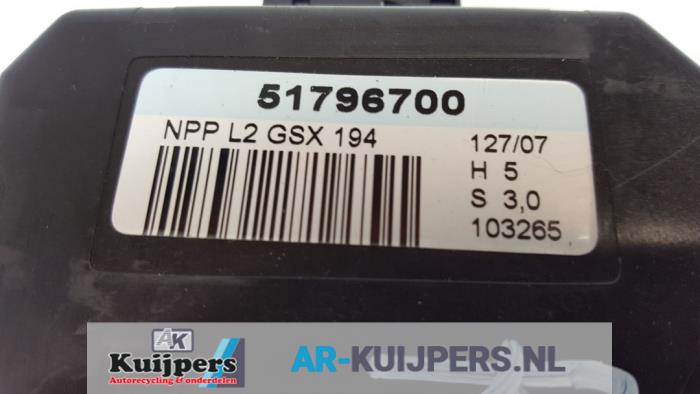 51796700
NPP L2 GSX 194
127/07
H 5
S 3,0
103265
AK
Kuijpers
Autorecycling & onderdelen
AR-KUIJPERS.NL